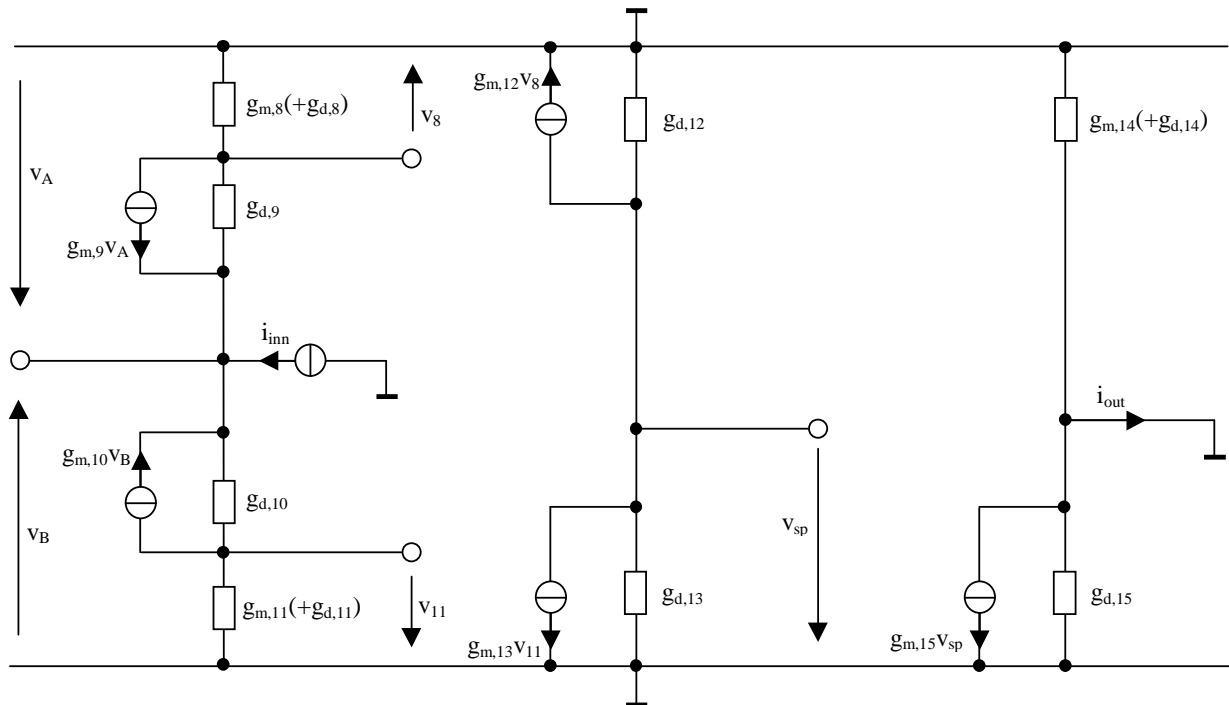 g_{m,8}(+g_{d,8})
v_8
g_{m,12}v_8
g_{d,12}
g_{m,14}(+g_{d,14})
v_A
g_{d,9}
g_{m,9}v_A
i_{inn}
i_{out}
g_{m,10}v_B
g_{d,10}
v_B
v_{sp}
g_{m,11}(+g_{d,11})
v_{11}
g_{m,13}v_{11}
g_{d,13}
g_{m,15}v_{sp}
g_{d,15}